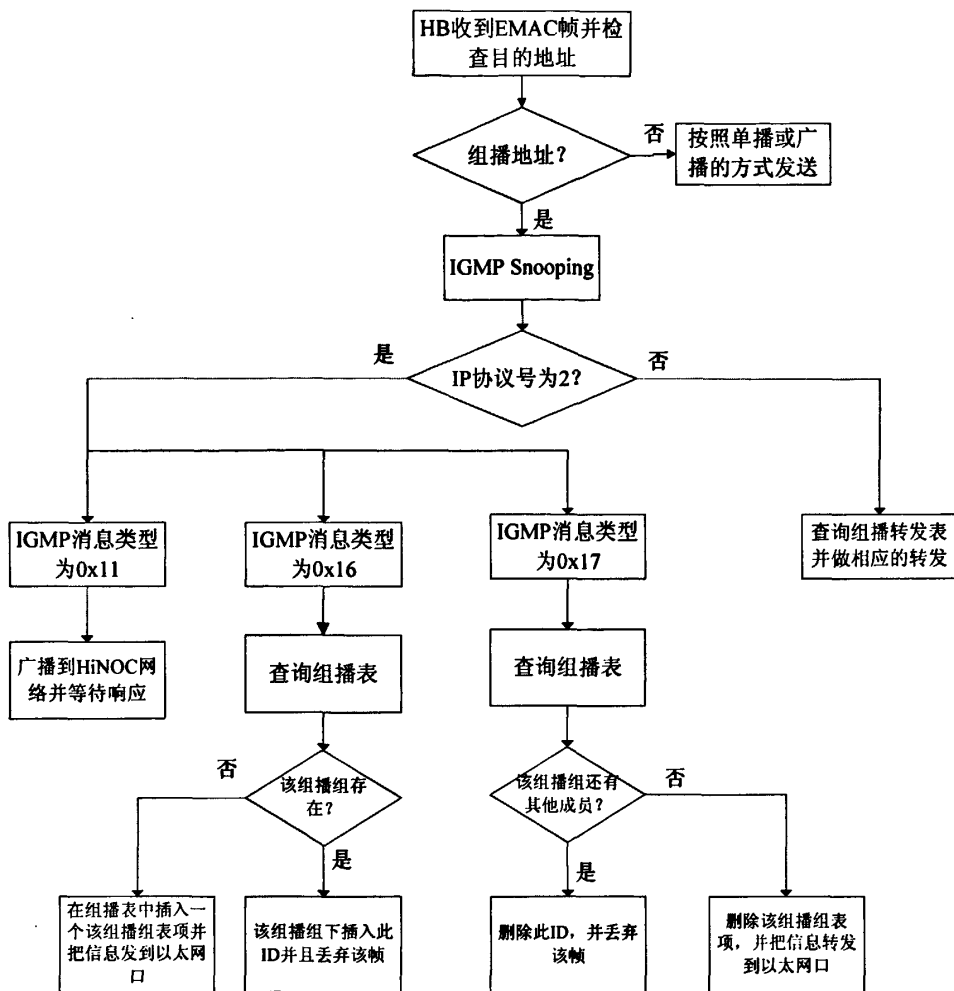 HB收到EMAC帧并检
查目的地址
组播地址?
否
按照单播或广
播的方式发送
是
IGMP Snooping
是
IP协议号为2?
否
IGMP消息类型
为0x11
IGMP消息类型
为0x16
IGMP消息类型
为0x17
查询组播转发表
并做相应的转发
广播到HiNOC网
络并等待响应
查询组播表
查询组播表
否
该组播组存
在?
是
该组播组还有
其他成员?
否
是
在组播表中插入一
个该组播组表项并
把信息发到以太网
口
该组播组下插入此
ID并且丢弃该帧
删除此ID，并丢弃
该帧
删除该组播组表
项，并把信息转发
到以太网口